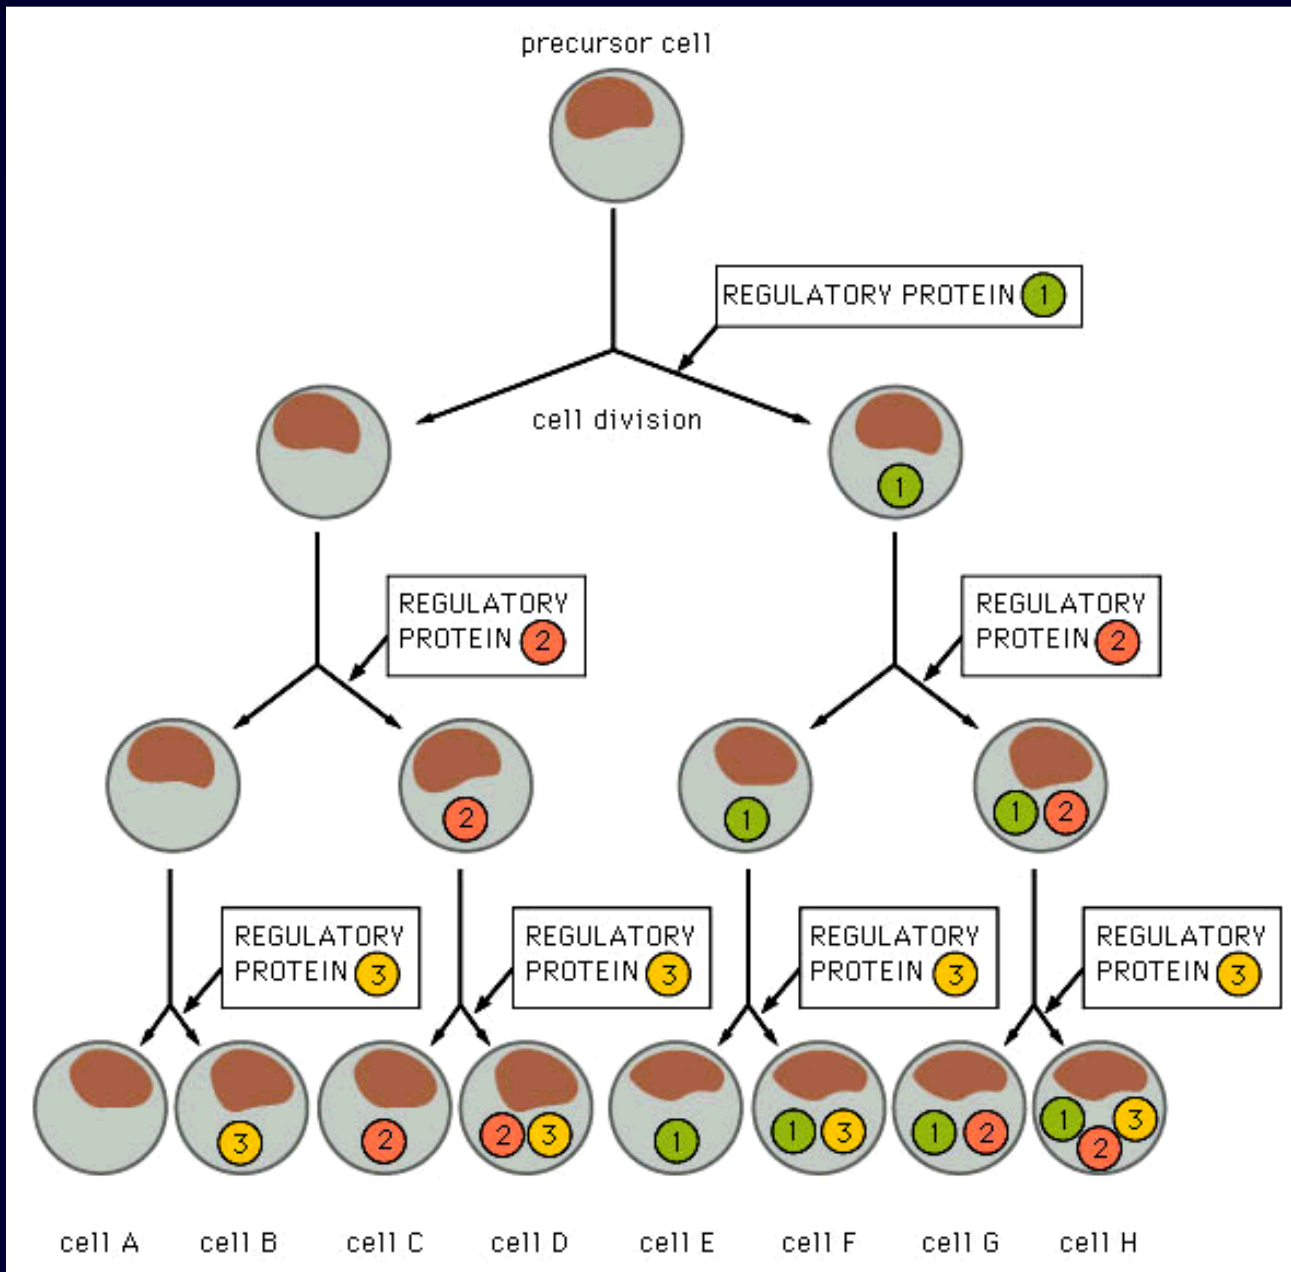 precursor cell
REGULATORY PROTEIN 1
cell division
1
REGULATORY
PROTEIN 2
REGULATORY
PROTEIN 2
2
1
1 2
REGULATORY
PROTEIN 3
REGULATORY
PROTEIN 3
REGULATORY
PROTEIN 3
REGULATORY
PROTEIN 3
3
2
2 3
1
1 3
1 2
1 2 3
cell A cell B cell C cell D cell E cell F cell G cell H